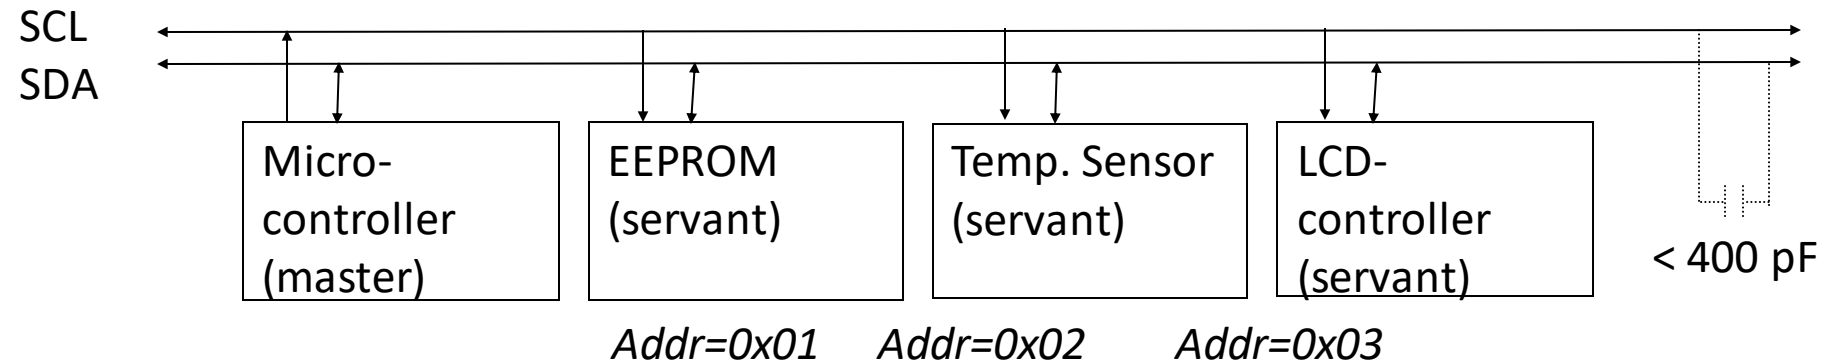 SCL
SDA
Micro-
controller
(master)
EEPROM
(servant)
Temp. Sensor
(servant)
LCD-
controller
(servant)
< 400 pF
Addr=0x01
Addr=0x02
Addr=0x03